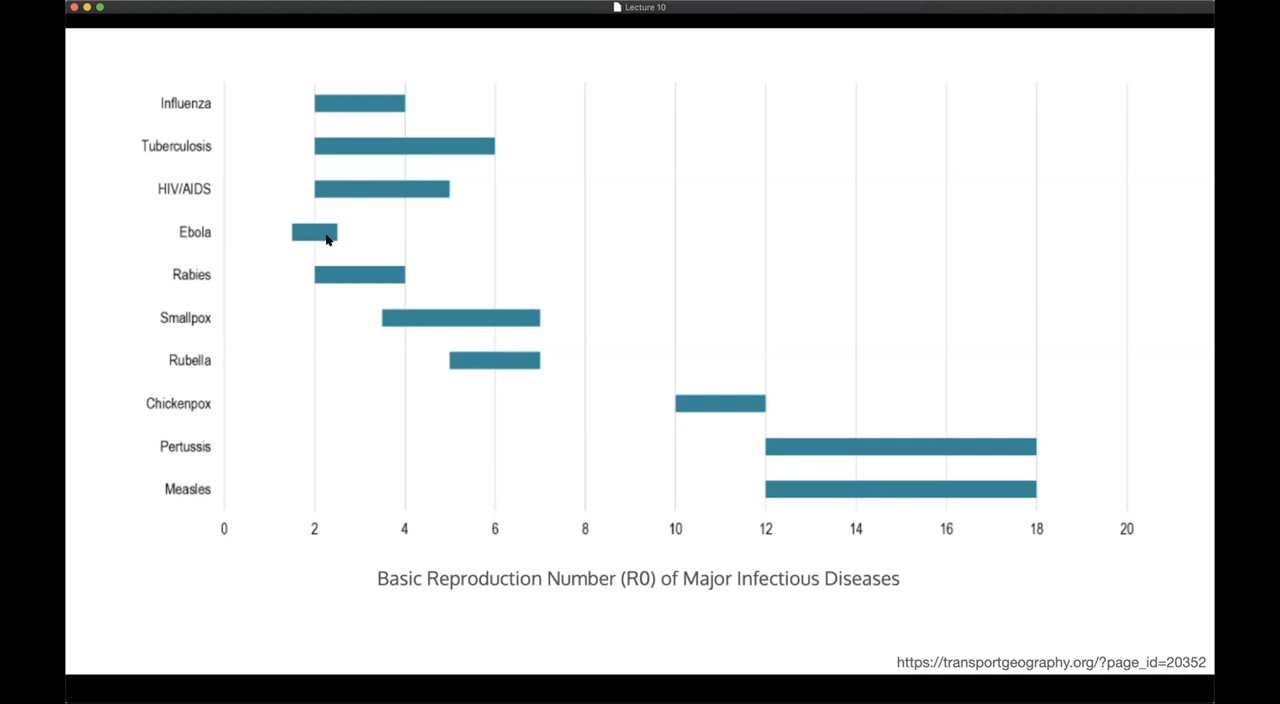 Lecture 10
Influenza
Tuberculosis
HIV/AIDS
Ebola
Rabies
Smallpox
Rubella
Chickenpox
Pertussis
Measles
0 2 4 6 8 10 12 14 16 18 20
Basic Reproduction Number (R0) of Major Infectious Diseases
https://transportgeography.org/?page_id=20352